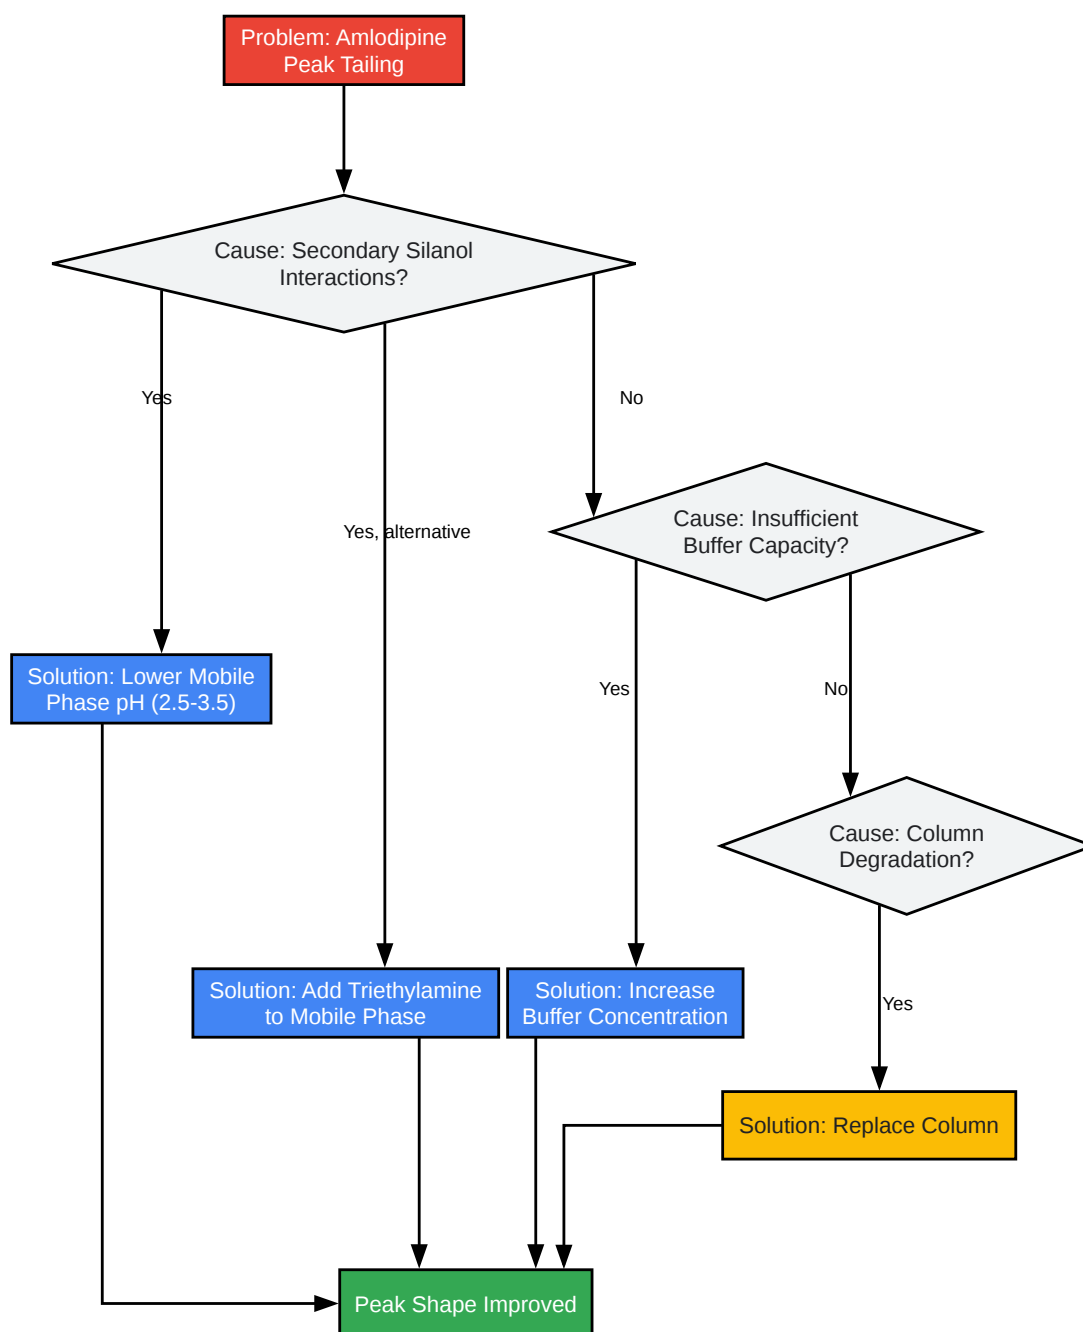 Problem: Amlodipine
Peak Tailing
Cause: Secondary Silanol
Interactions?
Yes
No
Cause: Insufficient
Buffer Capacity?
Yes, alternative
Solution: Lower Mobile
Phase pH (2.5-3.5)
Yes
No
Cause: Column
Degradation?
Solution: Add Triethylamine
to Mobile Phase
Solution: Increase
Buffer Concentration
Yes
Solution: Replace Column
Peak Shape Improved